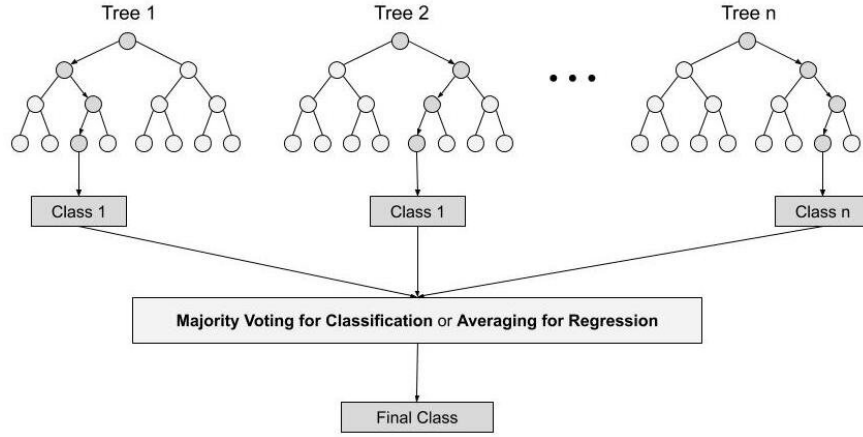 Tree 1
Tree 2
Tree n
Class 1
Class 1
Class n
Majority Voting for Classification or Averaging for Regression
Final Class